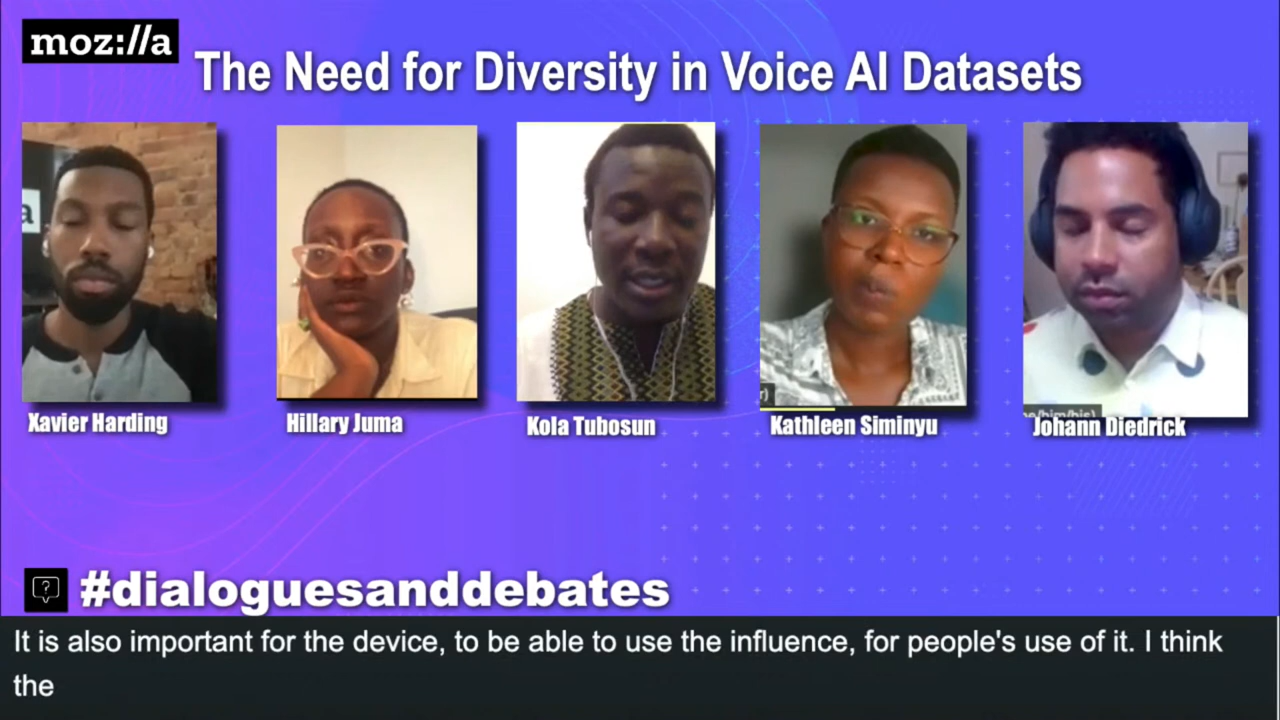 moz://a
The Need for Diversity in Voice AI Datasets
a
r)
e/him/his)
Xavier Harding
Hillary Juma
Kola Tubosun
Kathleen Siminyu
Johann Diedrick
?
#dialoguesanddebates
It is also important for the device, to be able to use the influence, for people's use of it. I think
the